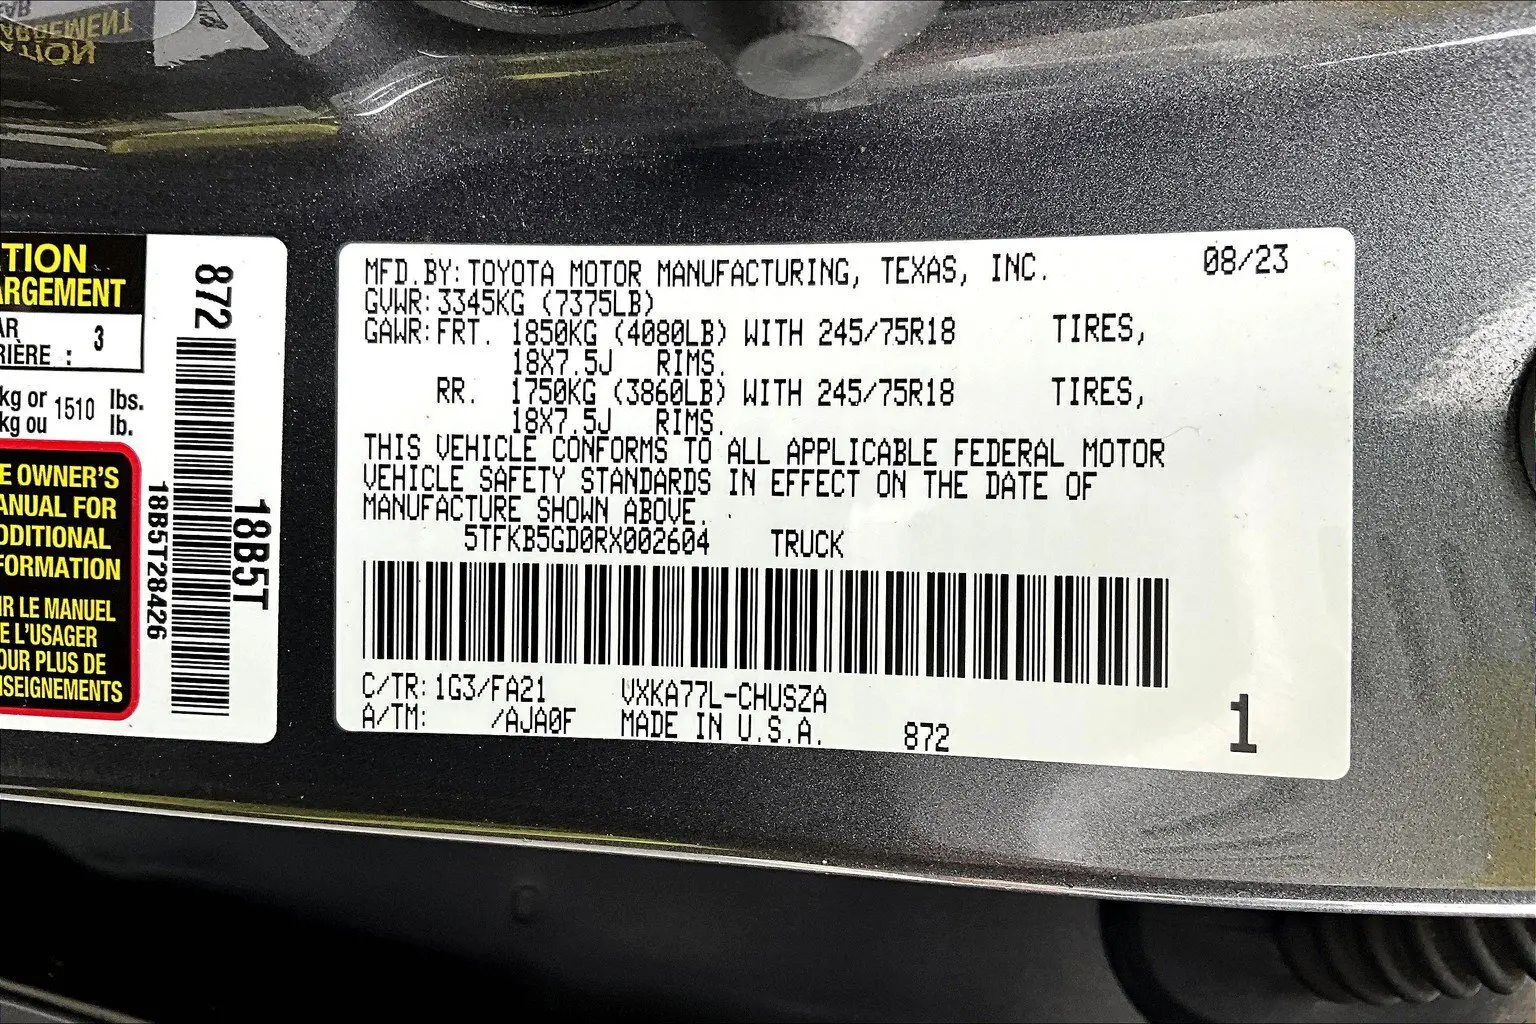 TION
ARGEMENT
AR
RIÈRE : 3
kg or 1510 lbs.
kg ou lb.
E OWNER'S
ANUAL FOR
DDITIONAL
FORMATION
IR LE MANUEL
E L'USAGER
OUR PLUS DE
NSEIGNEMENTS
872
18B5T28426
18B5T
MFD.BY:TOYOTA MOTOR MANUFACTURING, TEXAS, INC. 08/23
GVWR:3345KG (7375LB)
GAWR:FRT. 1850KG (4080LB) WITH 245/75R18 TIRES,
18X7.5J RIMS.
RR. 1750KG (3860LB) WITH 245/75R18 TIRES,
18X7.5J RIMS.
THIS VEHICLE CONFORMS TO ALL APPLICABLE FEDERAL MOTOR
VEHICLE SAFETY STANDARDS IN EFFECT ON THE DATE OF
MANUFACTURE SHOWN ABOVE.
5TFKB5GD0RX002604 TRUCK
C/TR:1G3/FA21 VXKA77L-CHUSZA
A/TM: /AJA0F MADE IN U.S.A. 872
1